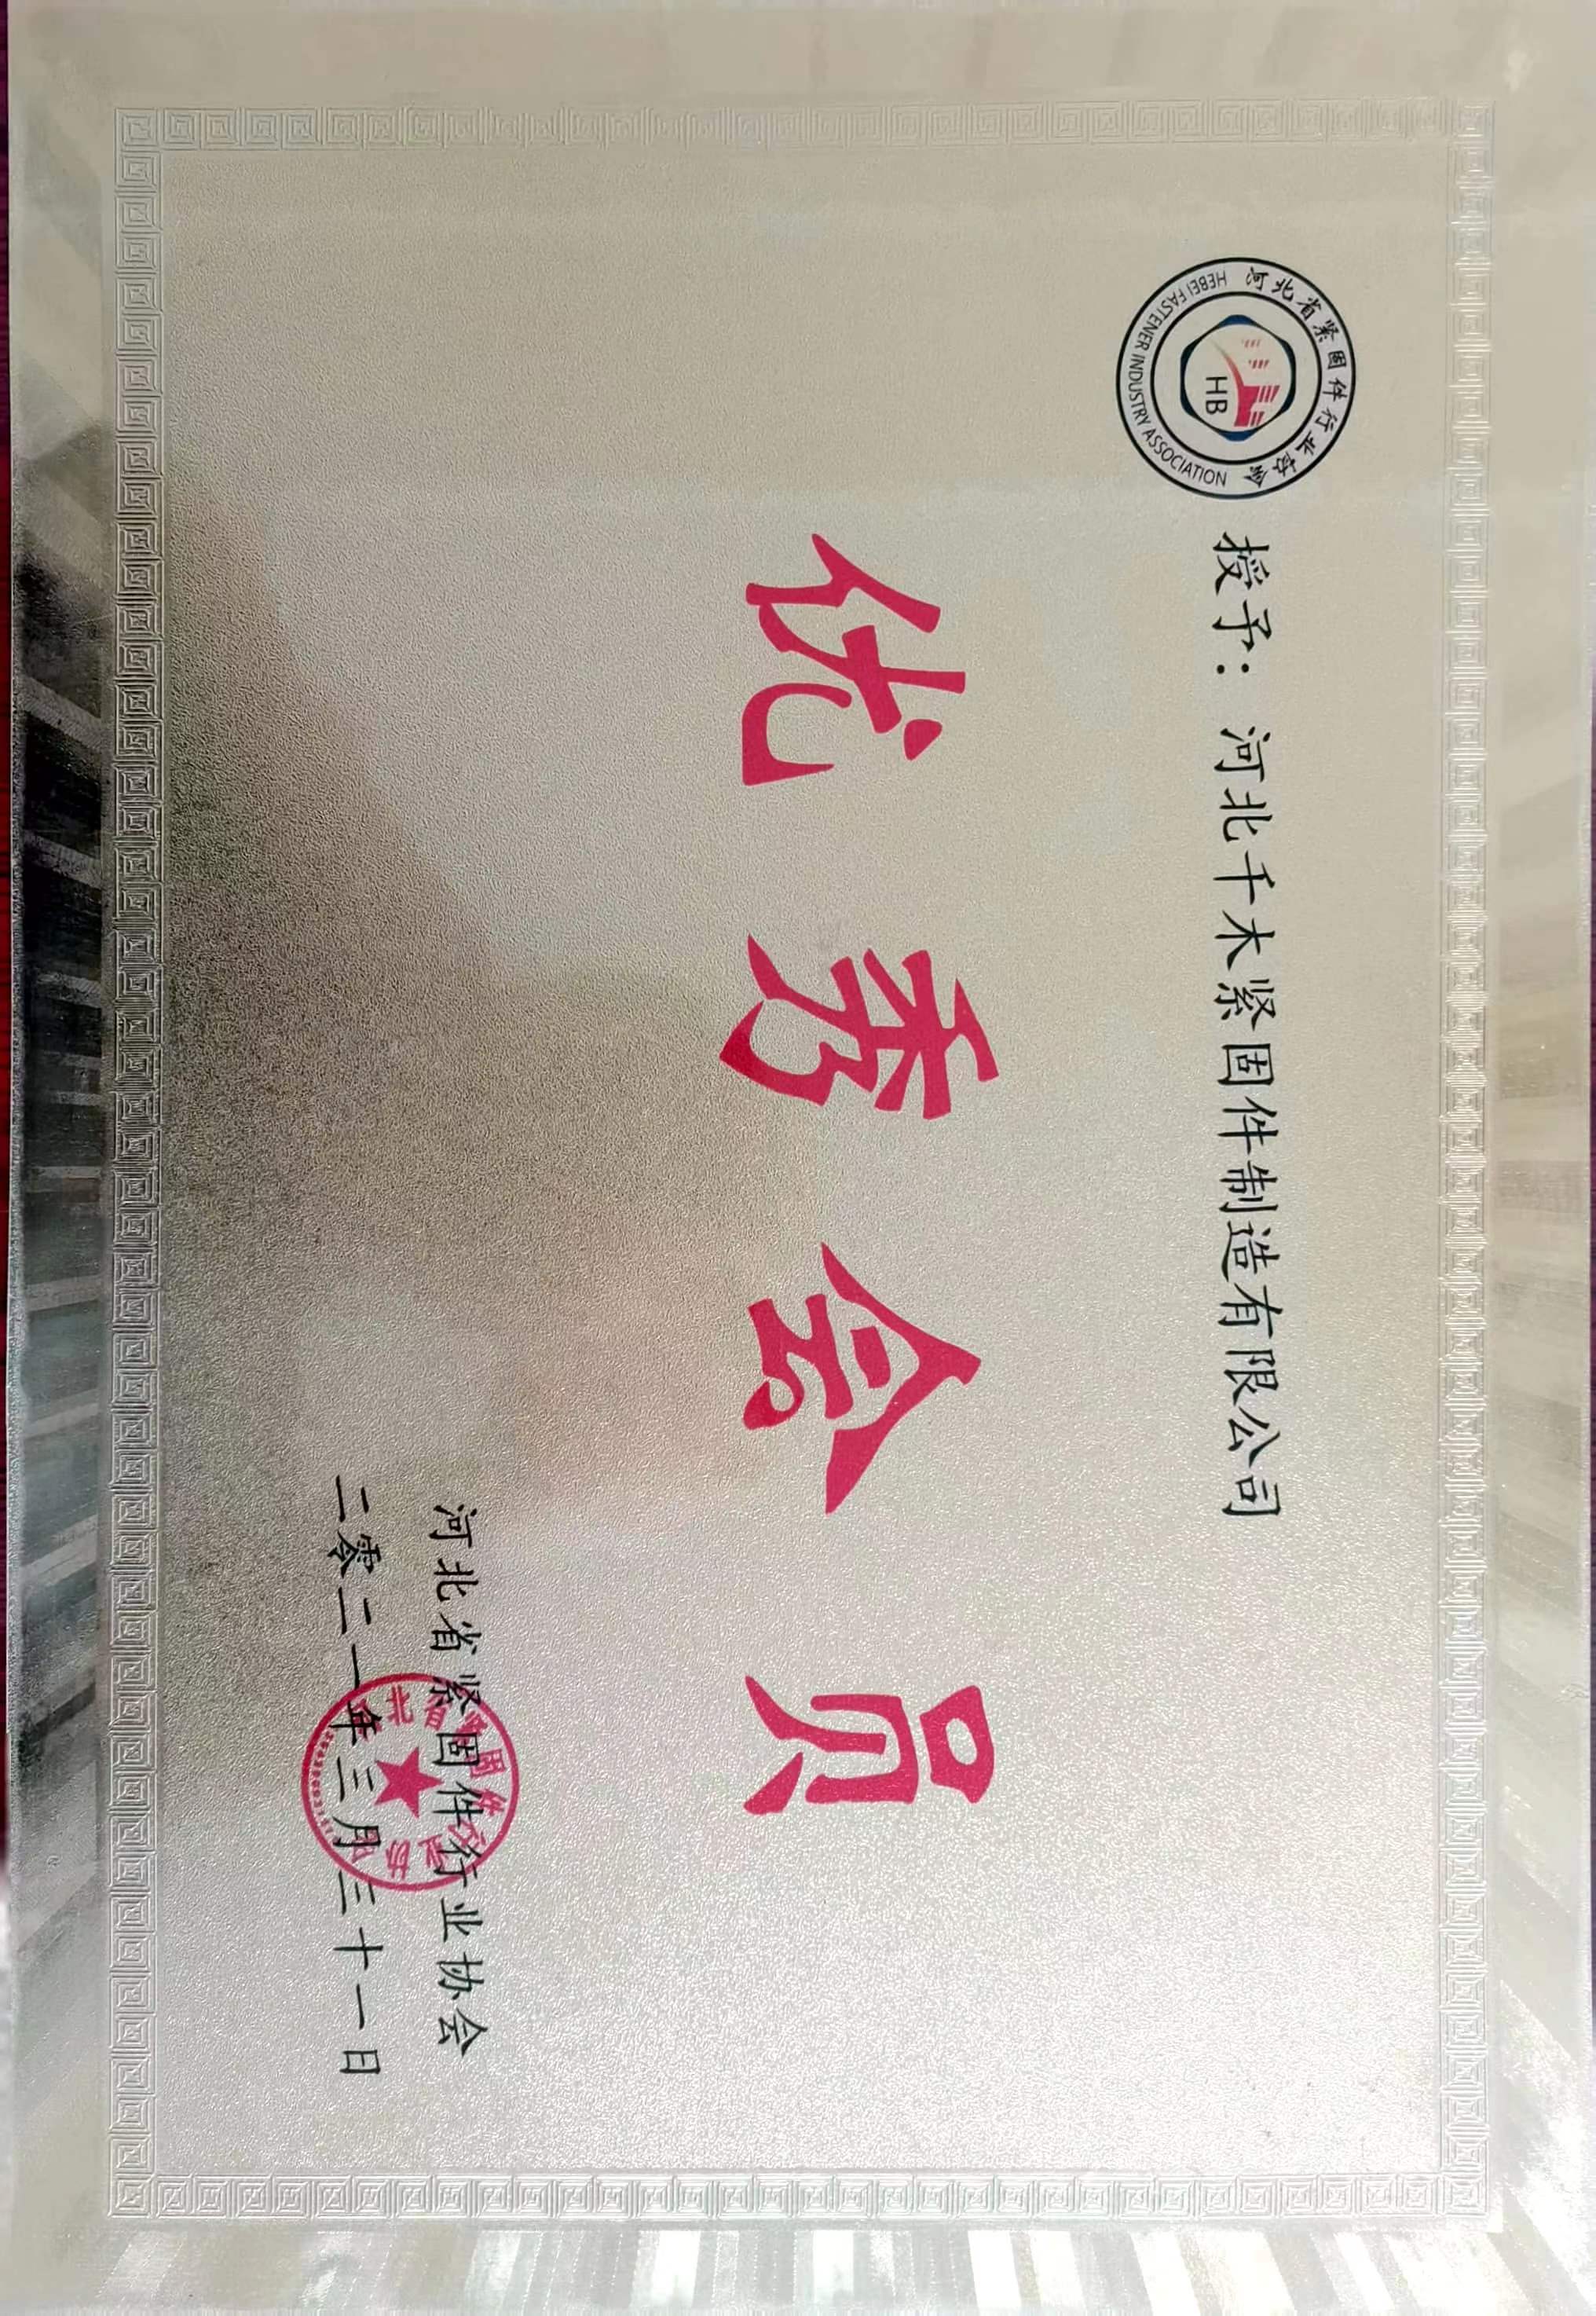 河北省紧固件行业协会
HEBEI FASTENER INDUSTRY ASSOCIATION
HB
授予：河北千木紧固件制造有限公司
优秀会员
河北省紧固件行业协会
二零二一年三月三十一日